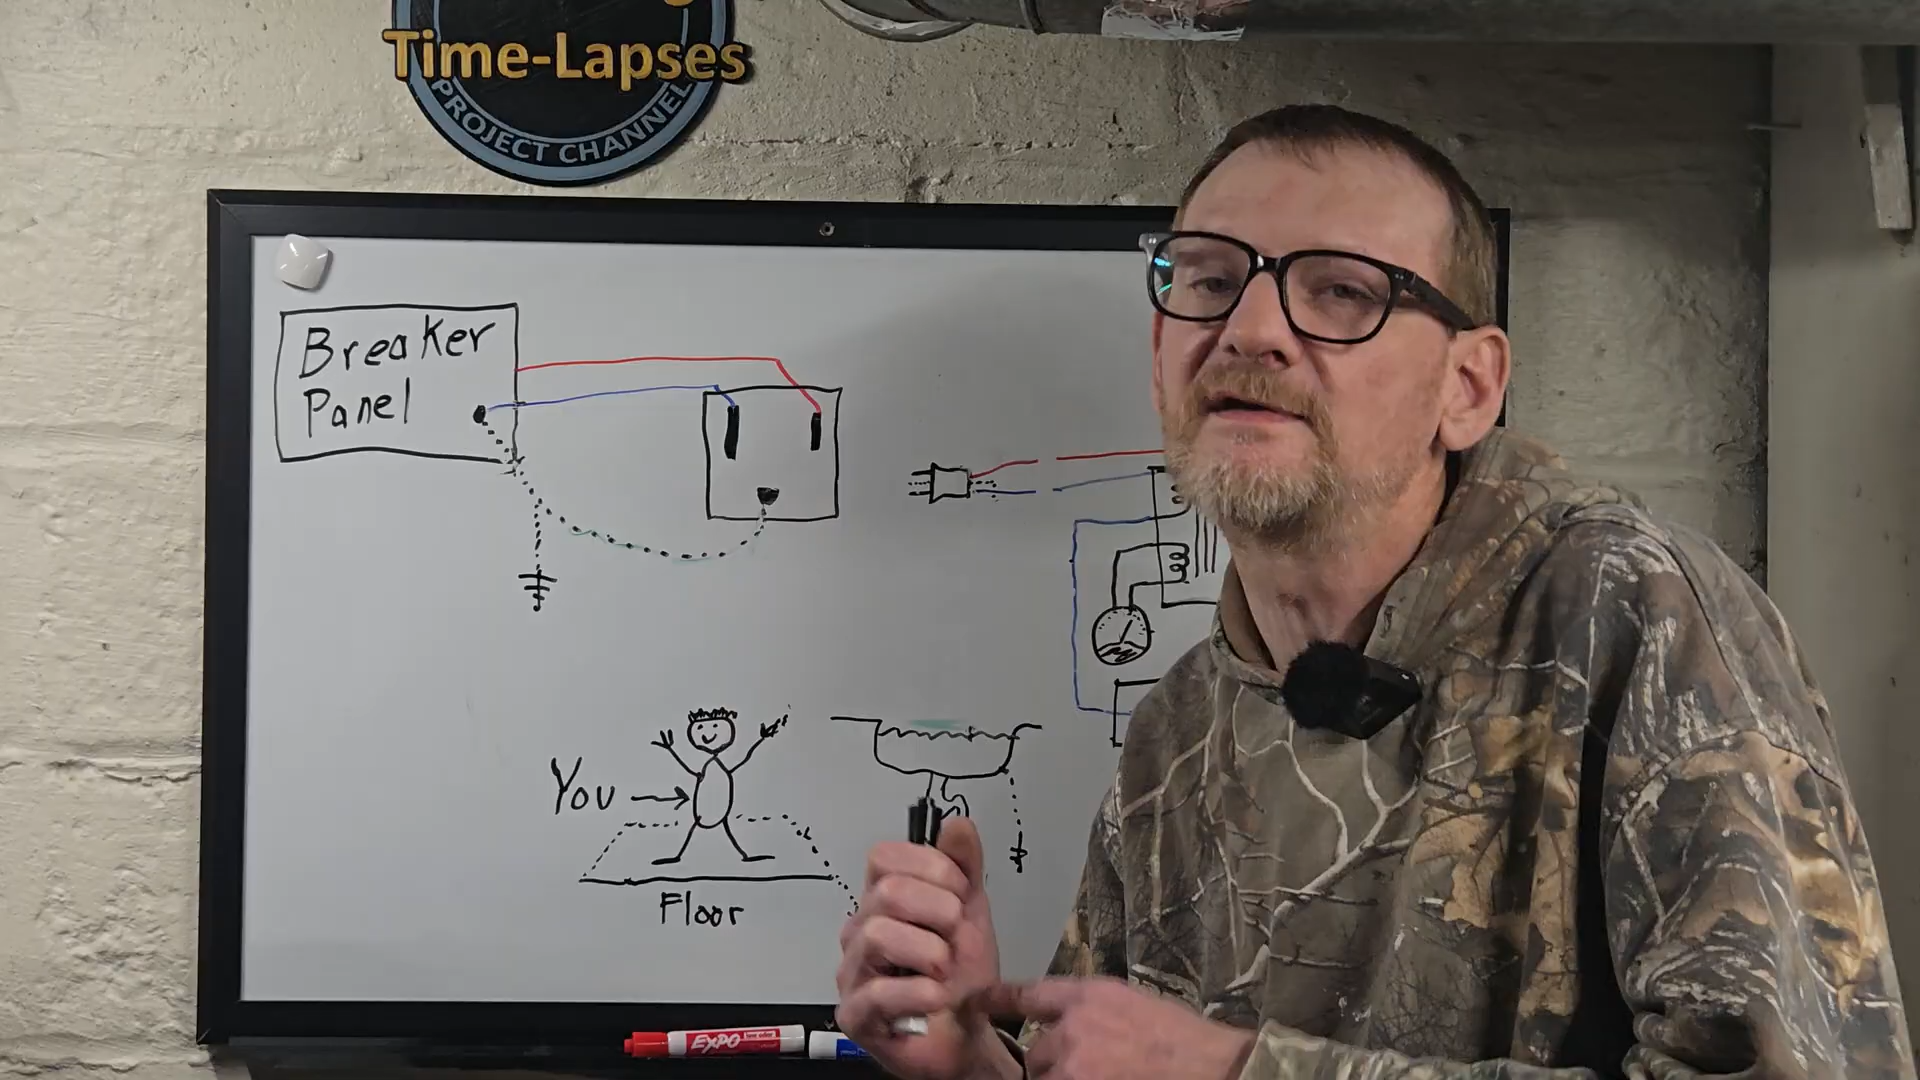 Time-Lapses
PROJECT CHANNEL
Breaker
Panel
You
Floor
EXPO